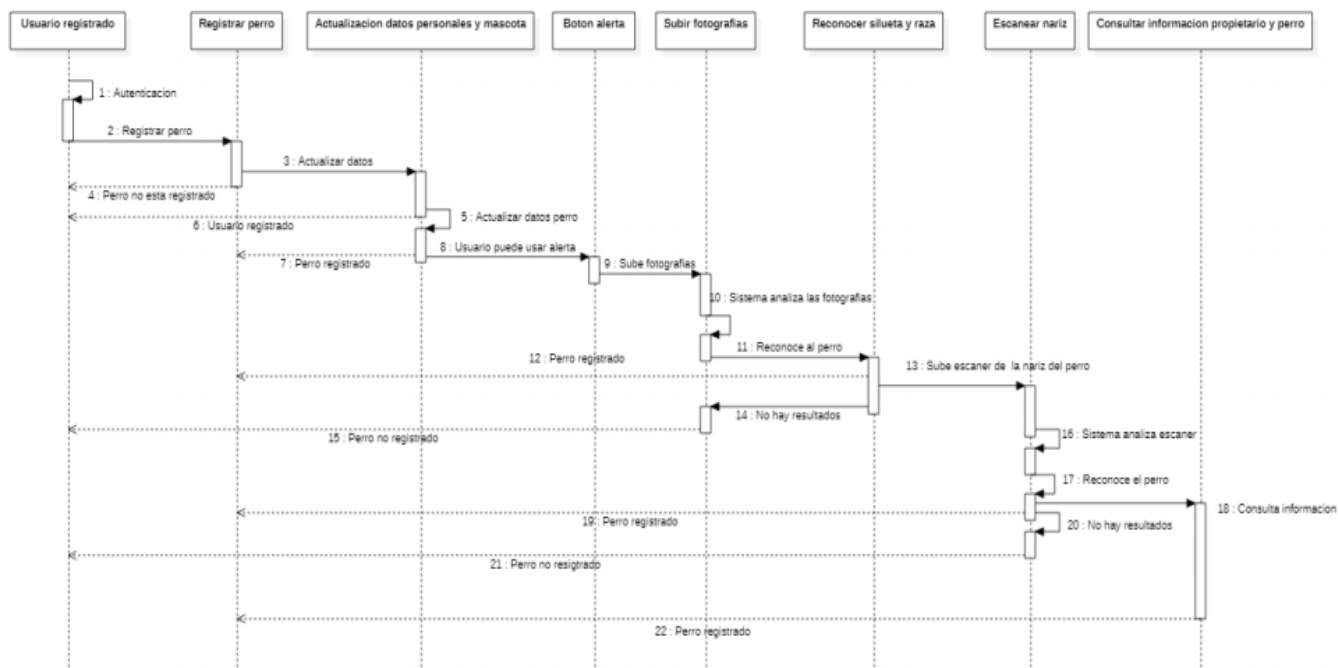 Usuario registrado
Registrar perro
Actualizacion datos personales y mascota
Boton alerta
Subir fotografias
Reconocer silueta y raza
Escanear nariz
Consultar informacion propietario y perro
1 : Autenticacion
2 : Registrar perro
3 : Actualizar datos
4 : Perro no esta registrado
5 : Actualizar datos perro
6 : Usuario registrado
7 : Perro registrado
8 : Usuario puede usar alerta
9 : Sube fotografias
10 : Sistema analiza las fotografias
11 : Reconoce al perro
12 : Perro registrado
13 : Sube escaner de la nariz del perro
14 : No hay resultados
15 : Perro no registrado
16 : Sistema analiza escaner
17 : Reconoce el perro
18 : Consulta informacion
19 : Perro registrado
20 : No hay resultados
21 : Perro no resigtrado
22 : Perro registrado